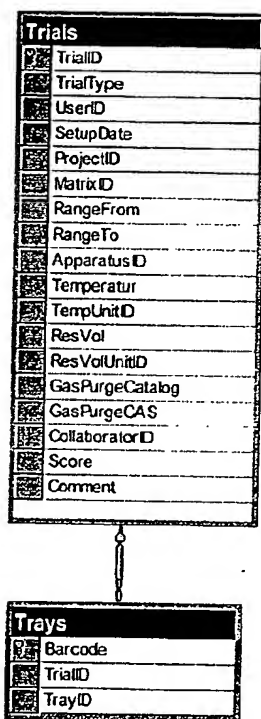 Trials
TrialID
TrialType
UserID
SetupDate
ProjectID
MatrixID
RangeFrom
RangeTo
ApparatusID
Temperatur
TempUnitID
ResVol
ResVolUnitID
GasPurgeCatalog
GasPurgeCAS
CollaboratorID
Score
Comment
Trays
Barcode
TrialID
TrayID